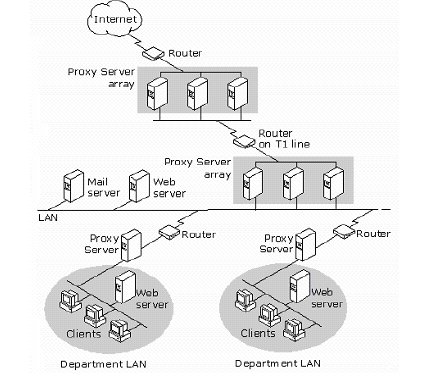 Internet
Router
Proxy Server
array
Router
on T1 line
Proxy Server
array
Mail
server
Web
server
LAN
Proxy
Server
Router
Proxy
Server
Router
Web
server
Clients
Web
server
Clients
Department LAN
Department LAN